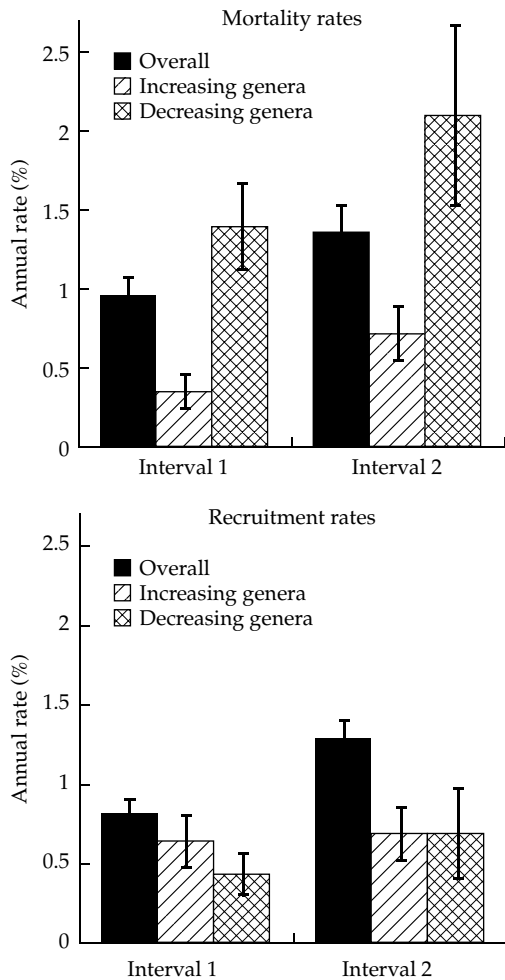 Mortality rates
2.5
Overall
Increasing genera
2
Decreasing genera
1.5
Annual rate (%)
1
0.5
0
Interval 1 Interval 2
Recruitment rates
2.5
Overall
Increasing genera
2
Decreasing genera
1.5
Annual rate (%)
1
0.5
0
Interval 1 Interval 2